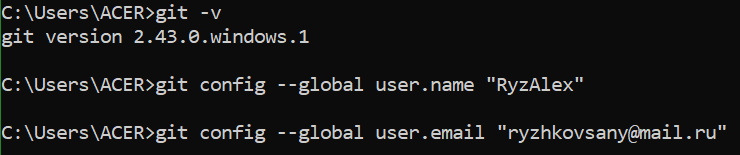 C:\Users\ACER>git -v
git version 2.43.0.windows.1
C:\Users\ACER>git config --global user.name "RyzAlex"
C:\Users\ACER>git config --global user.email "ryzhkovsany@mail.ru"